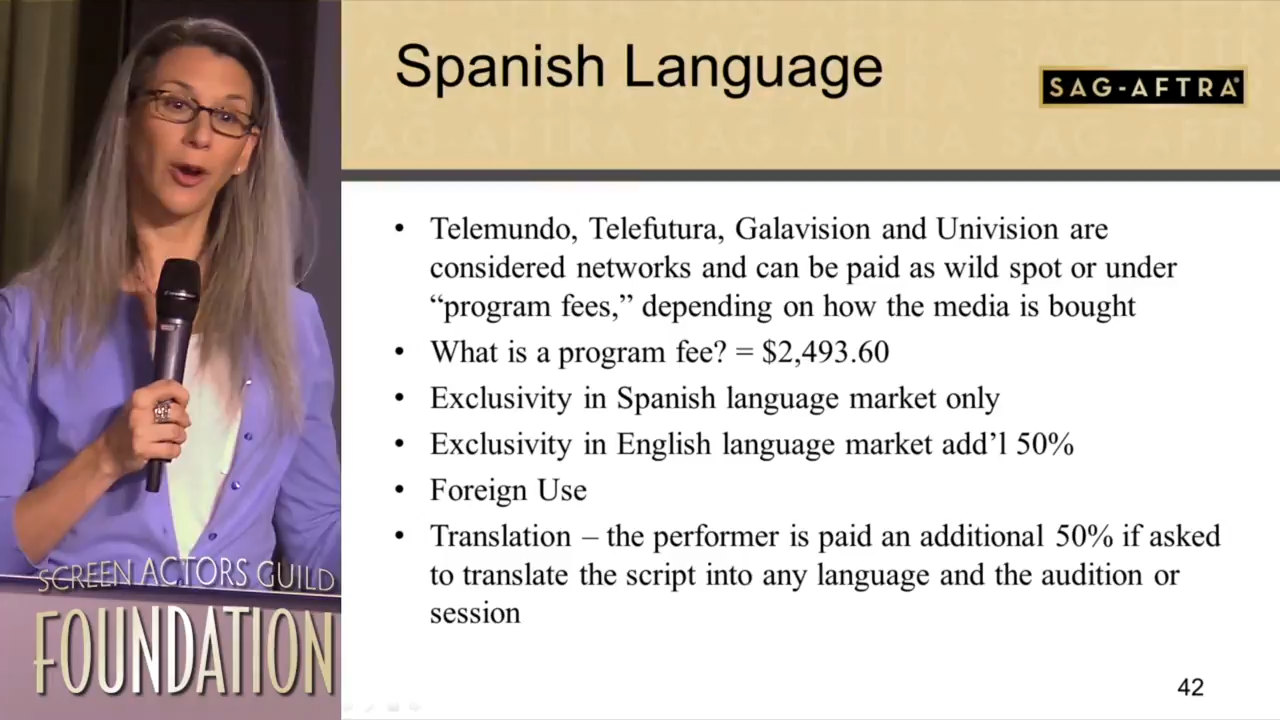 Spanish Language
SAG-AFTRA®
• Telemundo, Telefutura, Galavision and Univision are
considered networks and can be paid as wild spot or under
“program fees,” depending on how the media is bought
• What is a program fee? = $2,493.60
• Exclusivity in Spanish language market only
• Exclusivity in English language market add’l 50%
• Foreign Use
• Translation – the performer is paid an additional 50% if asked
to translate the script into any language and the audition or
session
42
SCREEN ACTORS GUILD
FOUNDATION